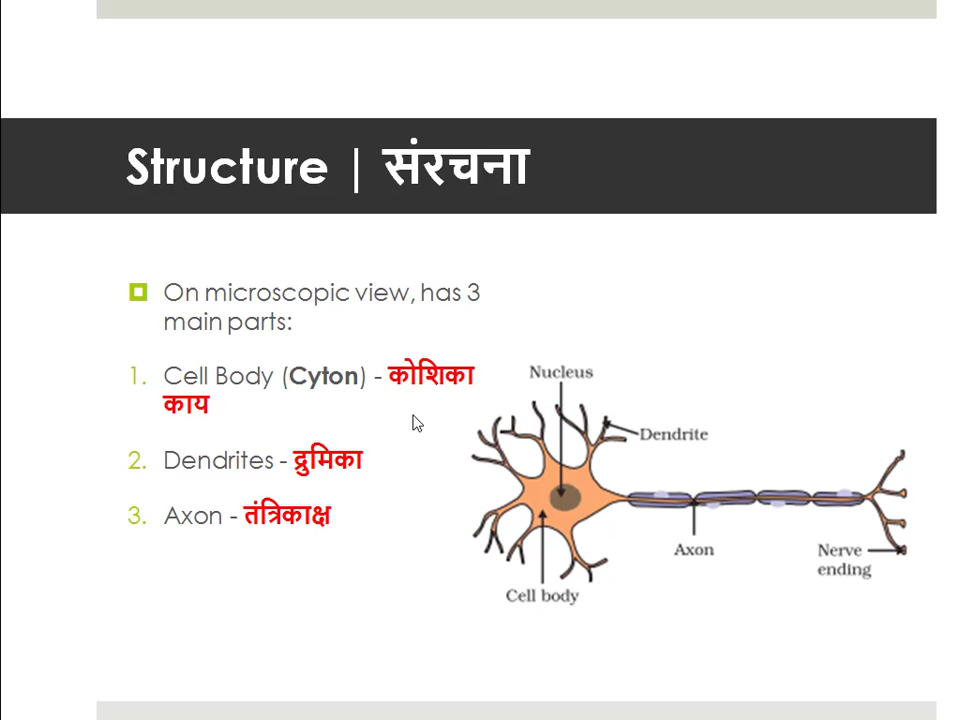 Structure | संरचना
On microscopic view, has 3
main parts:
1. Cell Body (Cyton) - कोशिका
काय
2. Dendrites - द्रुमिका
3. Axon - तंत्रिकाक्ष
Nucleus
Dendrite
Axon
Nerve
ending
Cell body